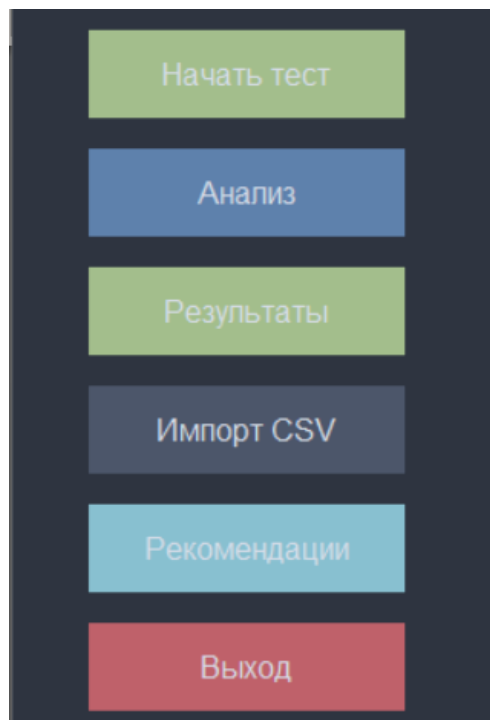 Начать тест
Анализ
Результаты
Импорт CSV
Рекомендации
Выход